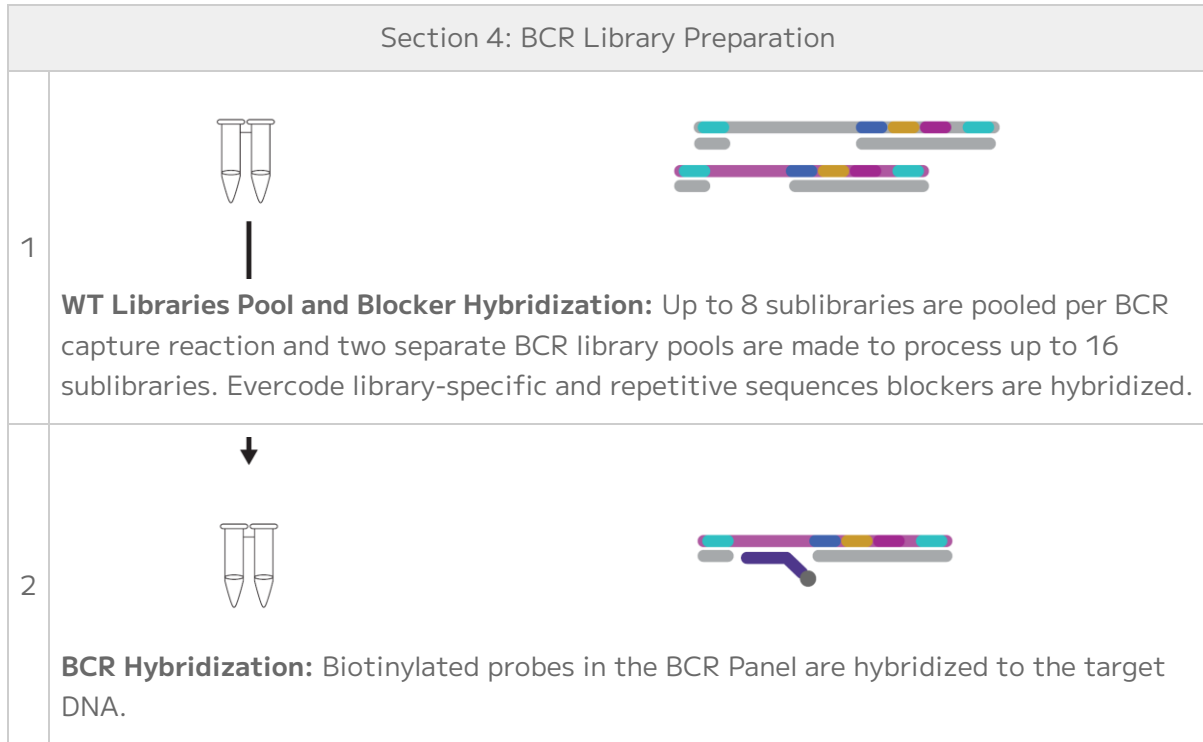 Section 4: BCR Library Preparation
1
WT Libraries Pool and Blocker Hybridization: Up to 8 sublibraries are pooled per BCR
capture reaction and two separate BCR library pools are made to process up to 16
sublibraries. Evercode library-specific and repetitive sequences blockers are hybridized.
2
BCR Hybridization: Biotinylated probes in the BCR Panel are hybridized to the target
DNA.